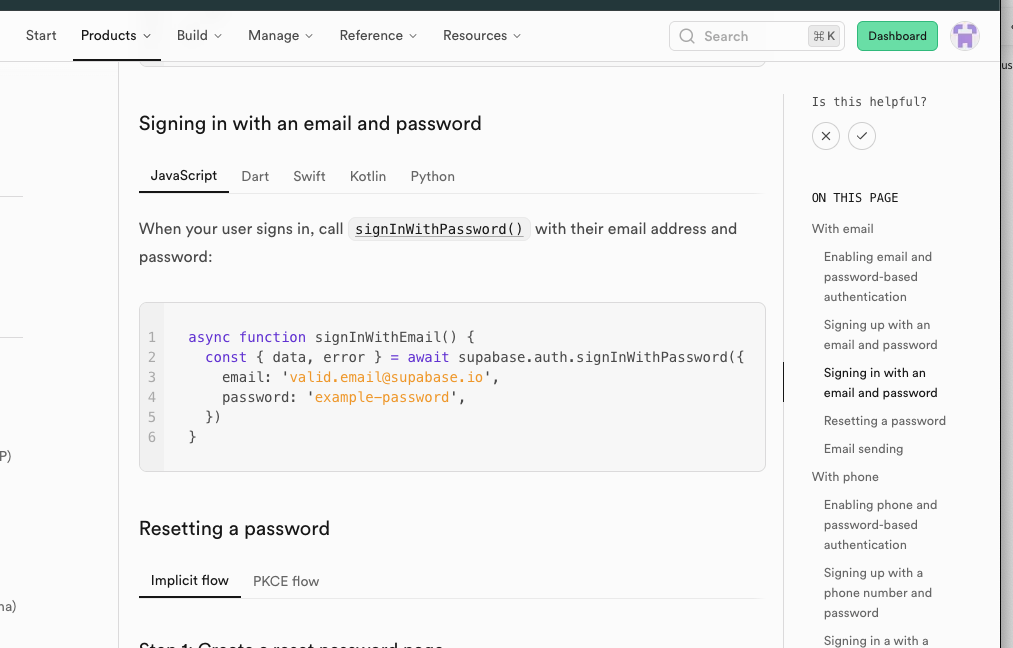 Start Products Build Manage Reference Resources Search ⌘K Dashboard
us
Signing in with an email and password
JavaScript Dart Swift Kotlin Python
When your user signs in, call signInWithPassword() with their email address and
password:
1 async function signInWithEmail() {
2 const { data, error } = await supabase.auth.signInWithPassword({
3 email: 'valid.email@supabase.io',
4 password: 'example-password',
5 })
6 }
Resetting a password
Implicit flow PKCE flow
Step 1: Create a reset password page
P)
na)
Is this helpful?
ON THIS PAGE
With email
Enabling email and
password-based
authentication
Signing up with an
email and password
Signing in with an
email and password
Resetting a password
Email sending
With phone
Enabling phone and
password-based
authentication
Signing up with a
phone number and
password
Signing in a with a